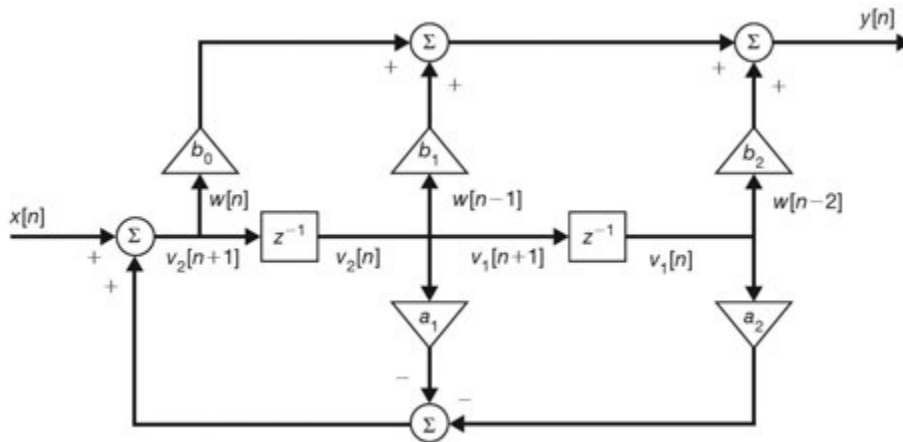 y[n]
Σ Σ
+ + + +
b₀ b₁ b₂
w[n] w[n−1] w[n−2]
x[n]
Σ z⁻¹ z⁻¹
+ v₂[n+1] v₂[n] v₁[n+1] v₁[n]
+
a₁ a₂
− −
Σ